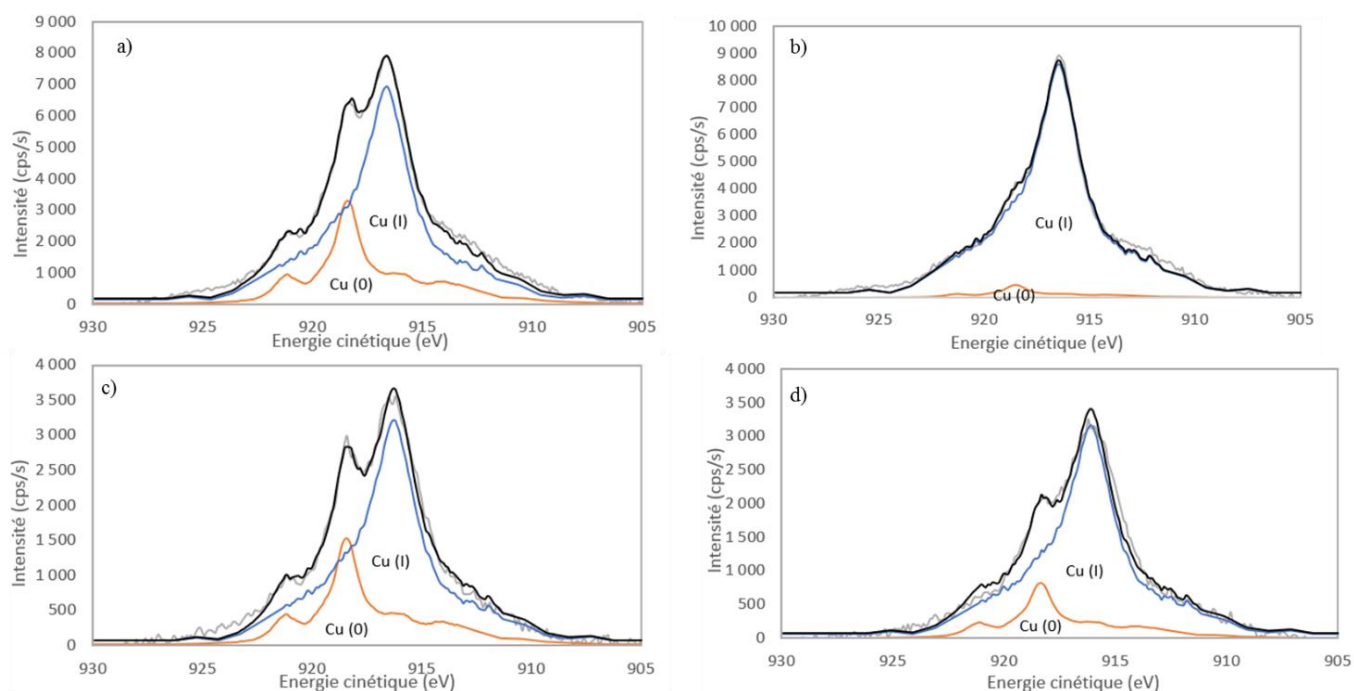 a)
Intensité (cps/s)
9 000
8 000
7 000
6 000
5 000
4 000
3 000
2 000
1 000
0
Cu (I)
Cu (0)
930 925 920 915 910 905
Energie cinétique (eV)
b)
Intensité (cps/s)
10 000
9 000
8 000
7 000
6 000
5 000
4 000
3 000
2 000
1 000
0
Cu (I)
Cu (0)
930 925 920 915 910 905
Energie cinétique (eV)
c)
Intensité (cps/s)
4 000
3 500
3 000
2 500
2 000
1 500
1 000
500
0
Cu (I)
Cu (0)
930 925 920 915 910 905
Energie cinétique (eV)
d)
Intensité (cps/s)
4 000
3 500
3 000
2 500
2 000
1 500
1 000
500
0
Cu (I)
Cu (0)
930 925 920 915 910 905
Energie cinétique (eV)